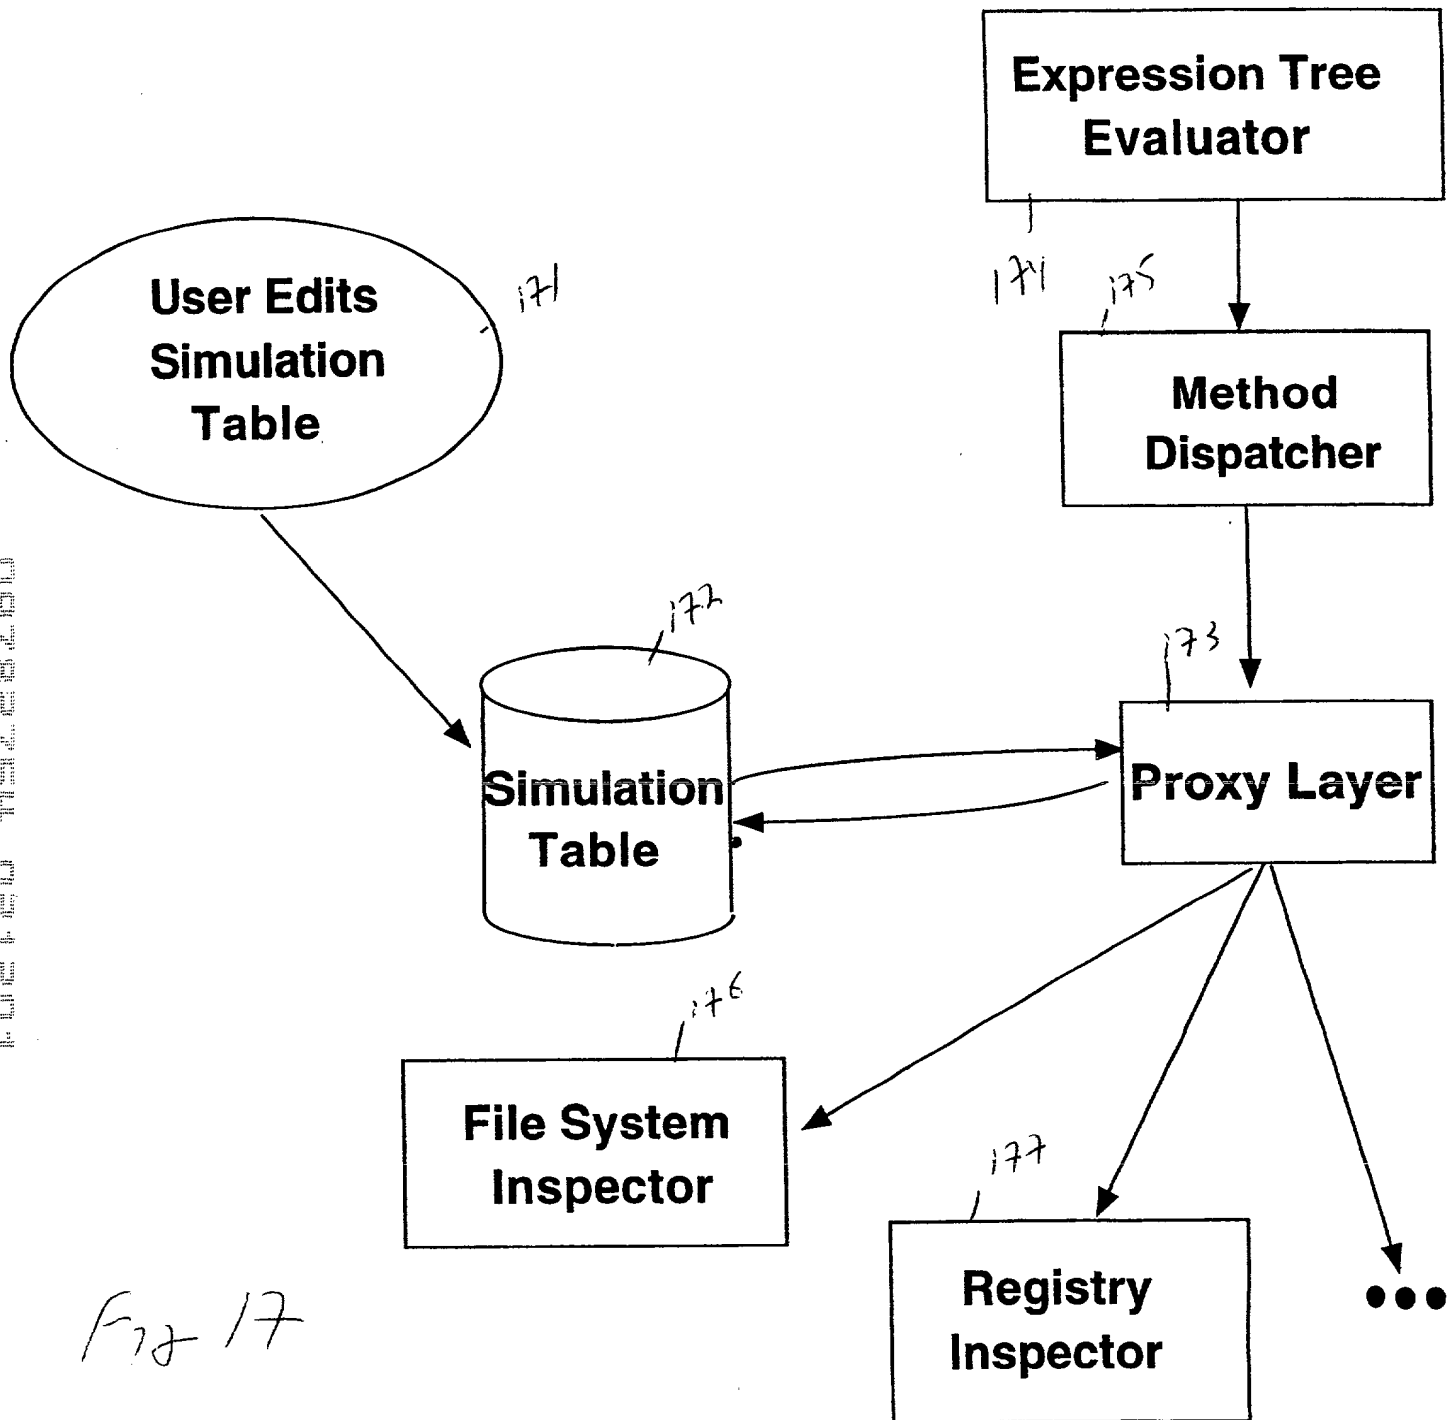 Expression Tree
Evaluator
174
175
User Edits
Simulation
Table
171
Method
Dispatcher
172
173
Simulation
Table
Proxy Layer
176
File System
Inspector
177
Registry
Inspector
Fig 17